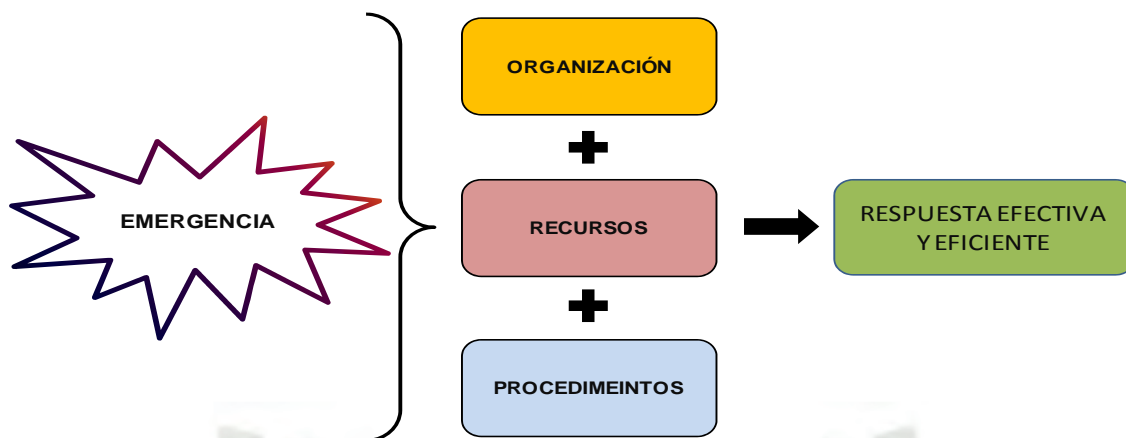 ORGANIZACIÓN
EMERGENCIA
RECURSOS
RESPUESTA EFECTIVA
Y EFICIENTE
PROCEDIMEINTOS